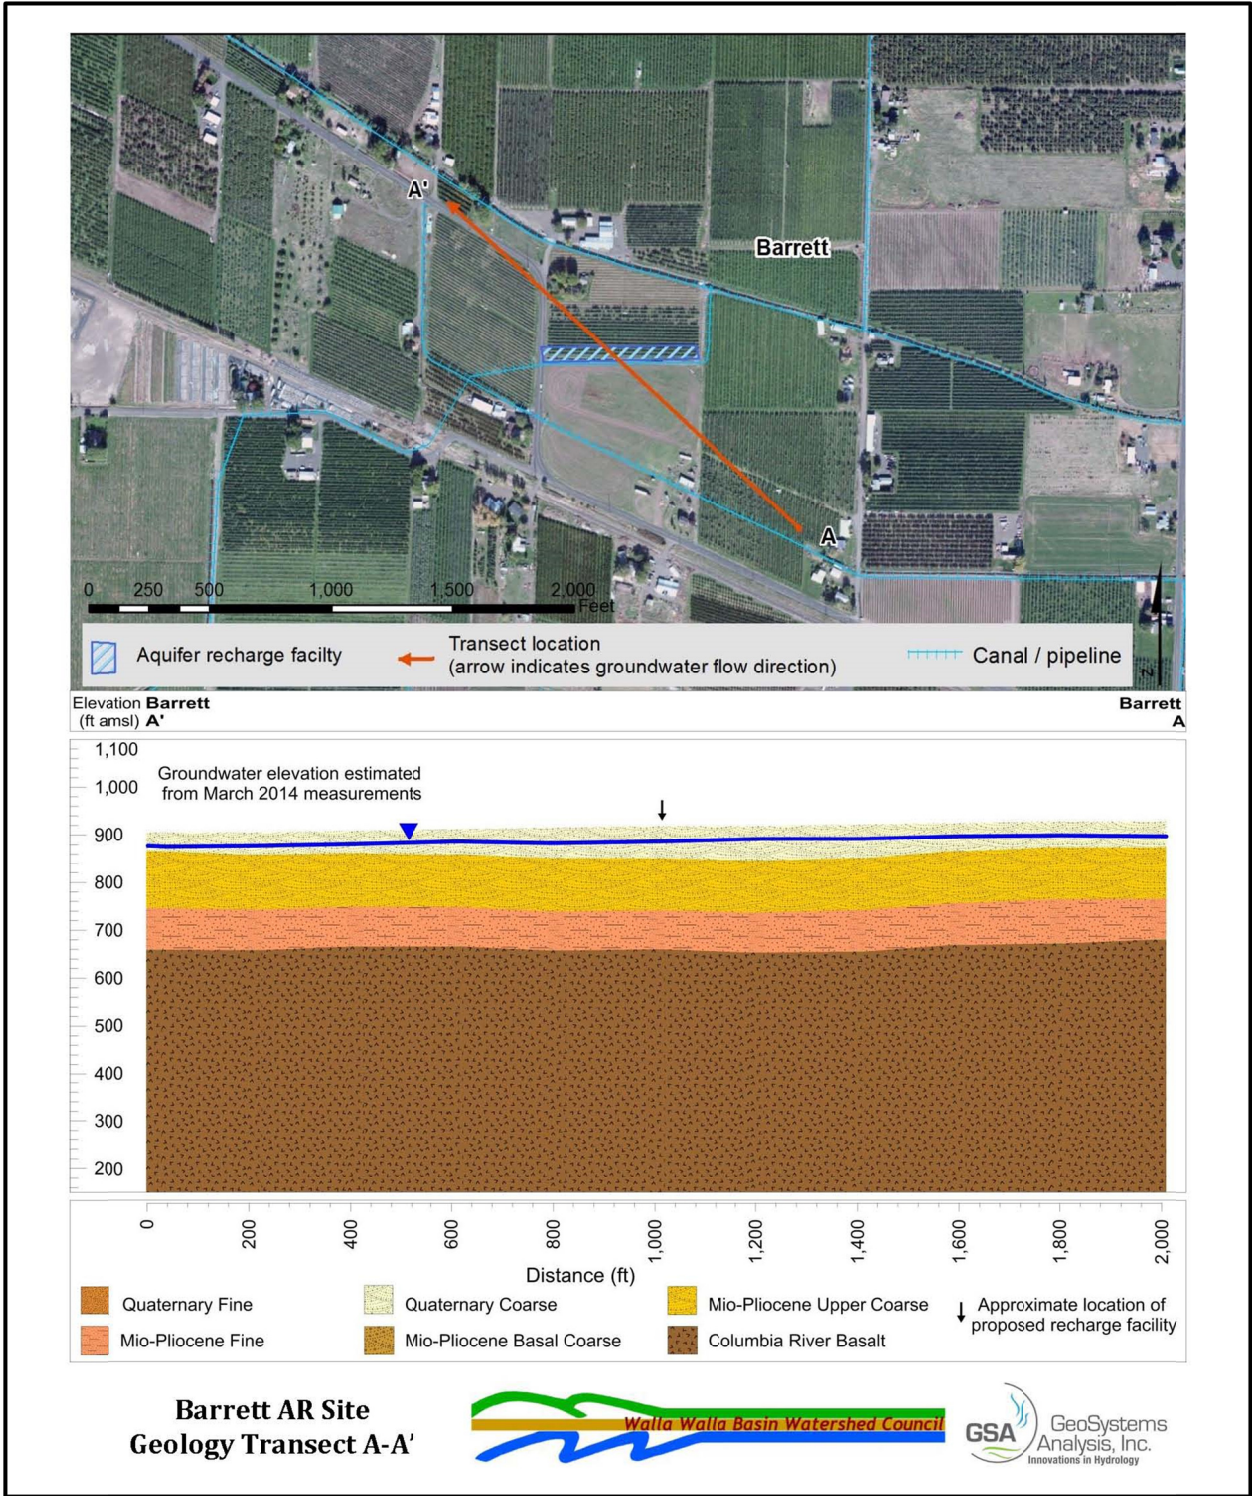 A'
Barrett
A
0 250 500 1,000 1,500 2,000
Feet
Aquifer recharge facilty
Transect location
(arrow indicates groundwater flow direction)
Canal / pipeline
N
Elevation Barrett
(ft amsl) A'
Barrett
A
1,100
1,000
900
800
700
600
500
400
300
200
Groundwater elevation estimated
from March 2014 measurements
0 200 400 600 800 1,000 1,200 1,400 1,600 1,800 2,000
Distance (ft)
Quaternary Fine
Quaternary Coarse
Mio-Pliocene Upper Coarse
Approximate location of
proposed recharge facility
Mio-Pliocene Fine
Mio-Pliocene Basal Coarse
Columbia River Basalt
Barrett AR Site
Geology Transect A-A'
Walla Walla Basin Watershed Council
GSA
GeoSystems
Analysis, Inc.
Innovations in Hydrology